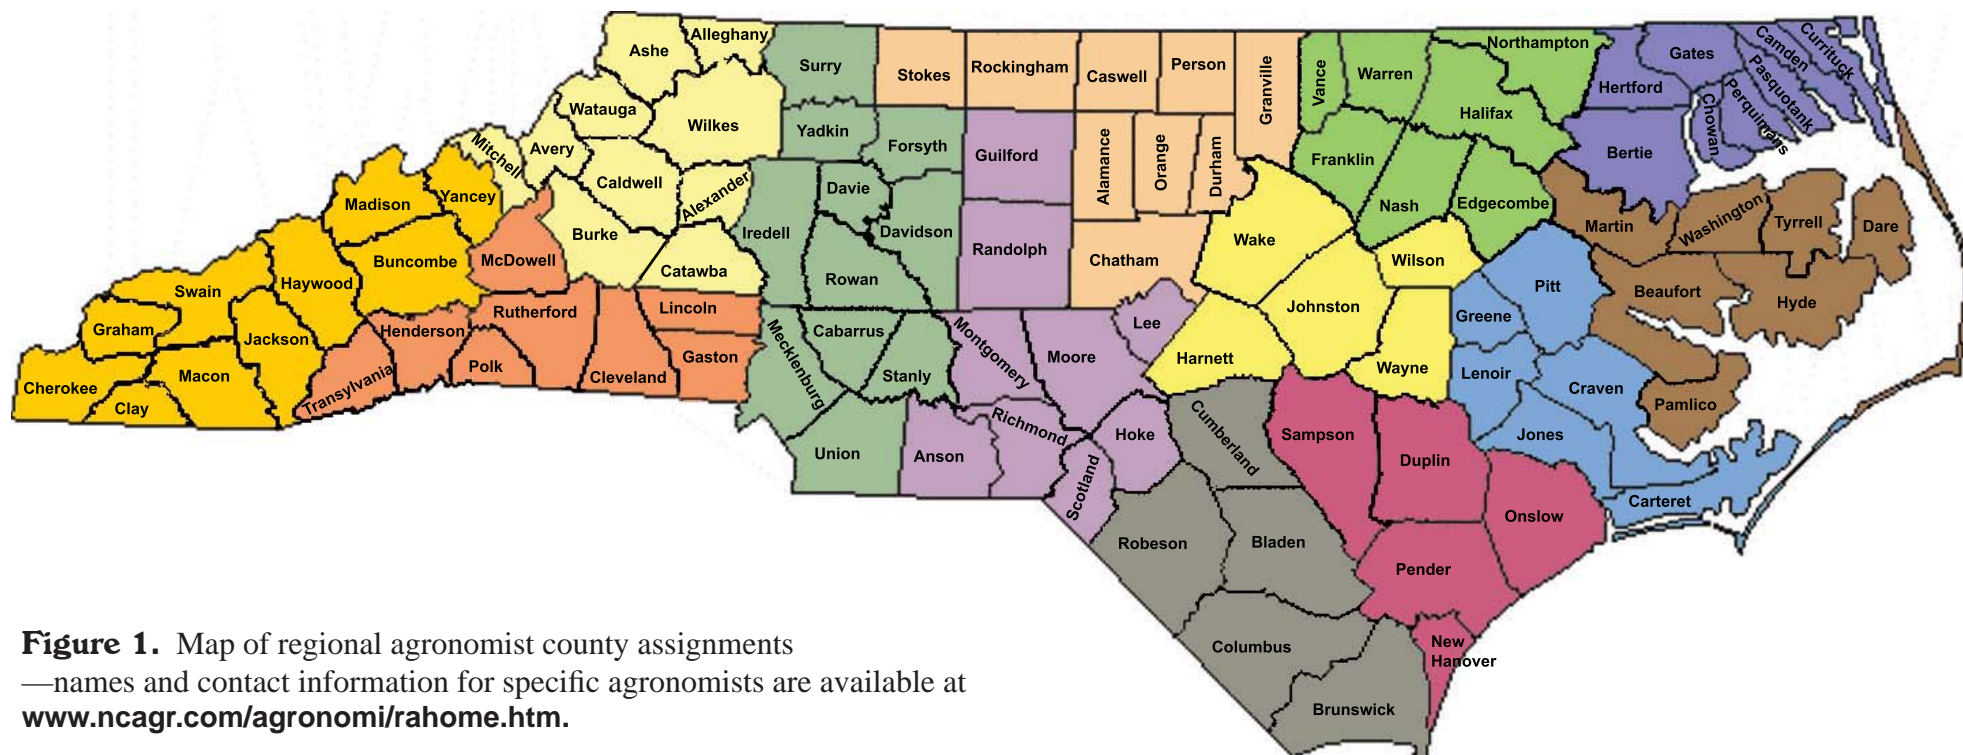 Ashe
Alleghany
Surry
Stokes
Rockingham
Caswell
Person
Granville
Vance
Warren
Northampton
Halifax
Hertford
Gates
Camden
Currituck
Pasquotank
Perquimans
Chowan
Bertie
Watauga
Wilkes
Yadkin
Forsyth
Guilford
Alamance
Orange
Durham
Franklin
Nash
Edgecombe
Mitchell
Avery
Caldwell
Alexander
Davie
Iredell
Davidson
Randolph
Chatham
Wake
Wilson
Martin
Washington
Tyrrell
Dare
Madison
Yancey
Burke
McDowell
Buncombe
Catawba
Rowan
Johnston
Pitt
Beaufort
Hyde
Haywood
Swain
Graham
Jackson
Henderson
Rutherford
Lincoln
Gaston
Cabarrus
Mecklenburg
Stanly
Montgomery
Moore
Lee
Harnett
Wayne
Greene
Lenoir
Craven
Pamlico
Cherokee
Clay
Macon
Transylvania
Polk
Cleveland
Union
Anson
Richmond
Hoke
Scotland
Cumberland
Sampson
Duplin
Jones
Carteret
Onslow
Robeson
Bladen
Pender
Columbus
New
Hanover
Brunswick
Figure 1. Map of regional agronomist county assignments
—names and contact information for specific agronomists are available at
www.ncagr.com/agronomi/rahome.htm.